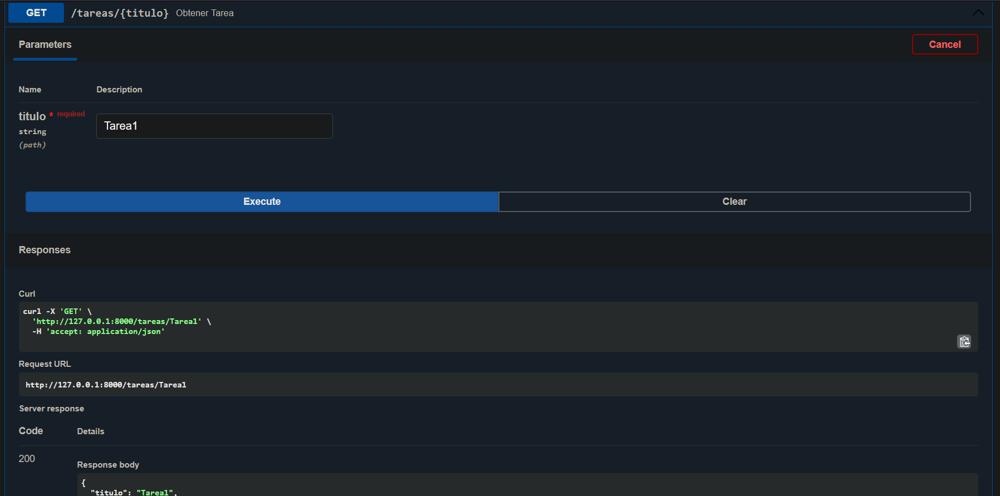 GET /tareas/{titulo} Obtener Tarea
Parameters
Cancel
Name Description
titulo * required
string
(path)
Tarea1
Execute Clear
Responses
Curl
curl -X 'GET' \
'http://127.0.0.1:8000/tareas/Tarea1' \
-H 'accept: application/json'
Request URL
http://127.0.0.1:8000/tareas/Tarea1
Server response
Code Details
200
Response body
{
"titulo": "Tarea1",